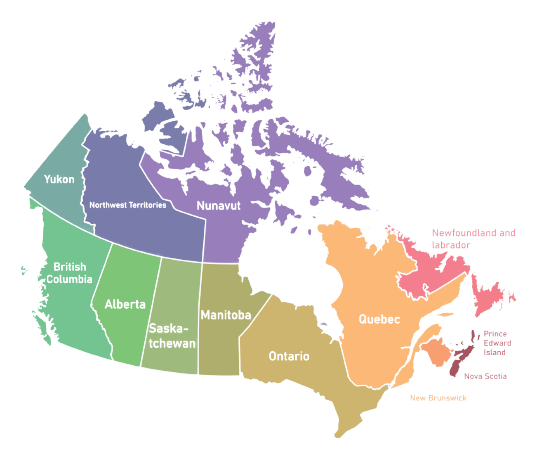 Yukon
Northwest Territories
Nunavut
Newfoundland and
labrador
British
Columbia
Alberta
Saska-
tchewan
Manitoba
Ontario
Quebec
Prince
Edward
Island
Nova Scotia
New Brunswick